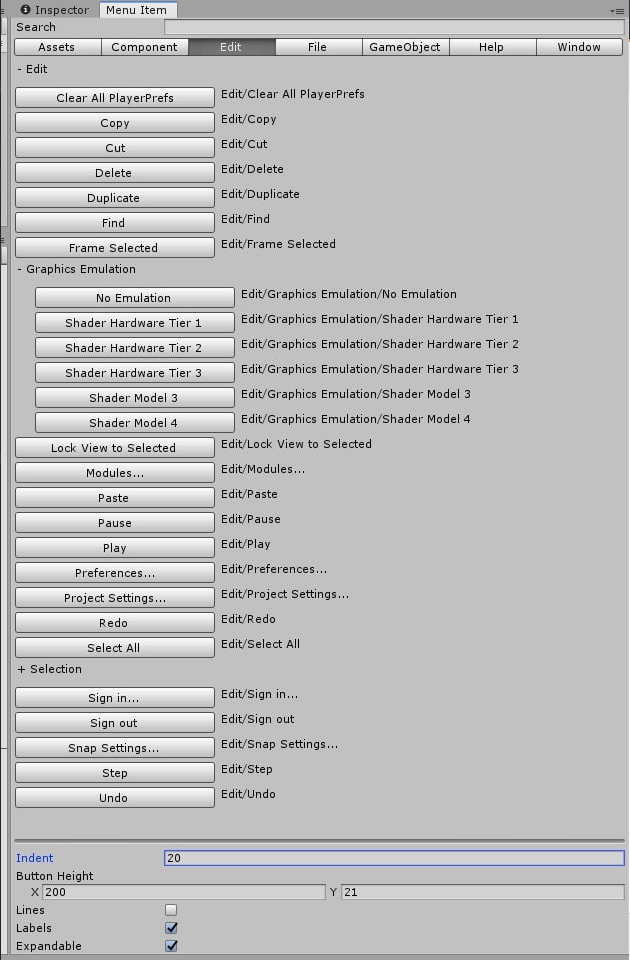 Inspector Menu Item
Search
Assets Component Edit File GameObject Help Window
- Edit
Clear All PlayerPrefs Edit/Clear All PlayerPrefs
Copy Edit/Copy
Cut Edit/Cut
Delete Edit/Delete
Duplicate Edit/Duplicate
Find Edit/Find
Frame Selected Edit/Frame Selected
- Graphics Emulation
No Emulation Edit/Graphics Emulation/No Emulation
Shader Hardware Tier 1 Edit/Graphics Emulation/Shader Hardware Tier 1
Shader Hardware Tier 2 Edit/Graphics Emulation/Shader Hardware Tier 2
Shader Hardware Tier 3 Edit/Graphics Emulation/Shader Hardware Tier 3
Shader Model 3 Edit/Graphics Emulation/Shader Model 3
Shader Model 4 Edit/Graphics Emulation/Shader Model 4
Lock View to Selected Edit/Lock View to Selected
Modules... Edit/Modules...
Paste Edit/Paste
Pause Edit/Pause
Play Edit/Play
Preferences... Edit/Preferences...
Project Settings... Edit/Project Settings...
Redo Edit/Redo
Select All Edit/Select All
+ Selection
Sign in... Edit/Sign in...
Sign out Edit/Sign out
Snap Settings... Edit/Snap Settings...
Step Edit/Step
Undo Edit/Undo
Indent 20
Button Height
X 200 Y 21
Lines
Labels
Expandable